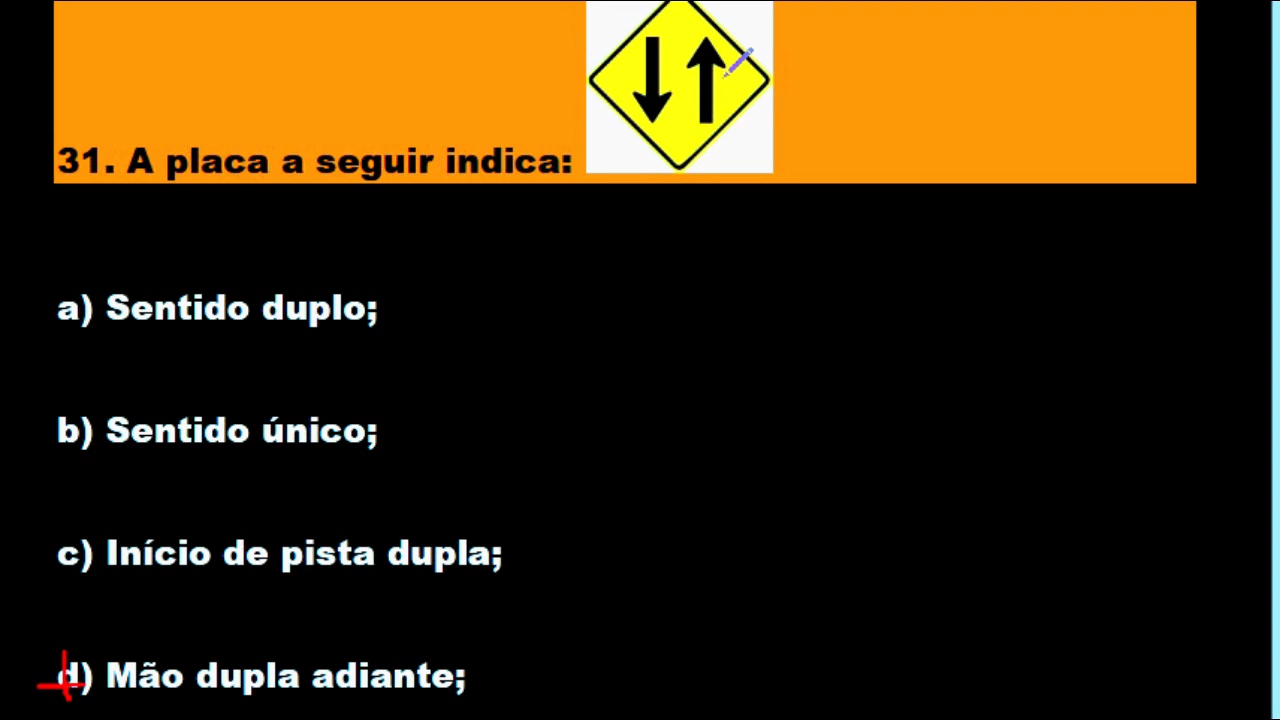 31. A placa a seguir indica:
a) Sentido duplo;
b) Sentido único;
c) Início de pista dupla;
d) Mão dupla adiante;